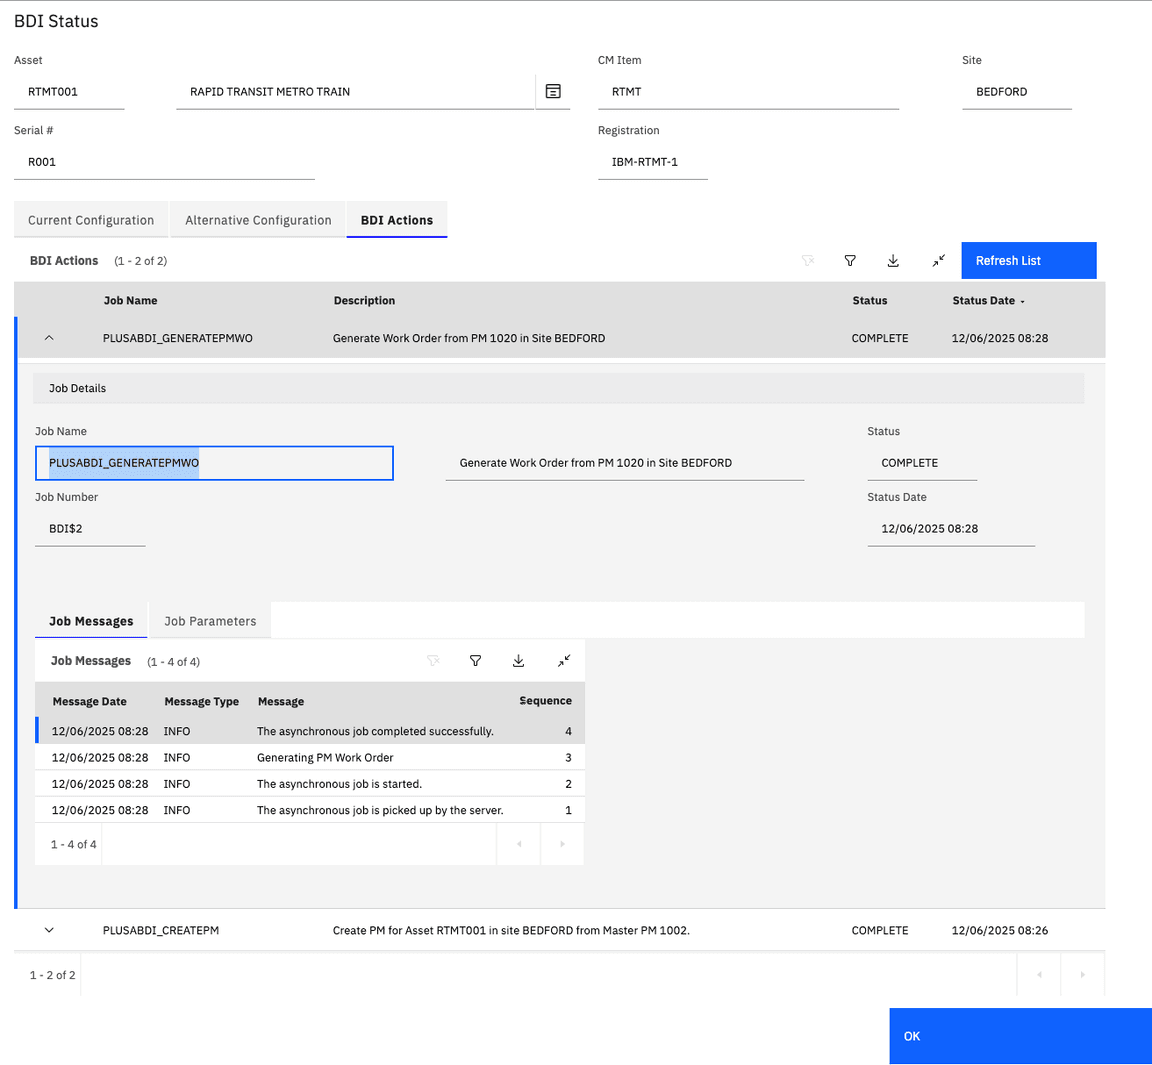 BDI Status
Asset CM Item Site
RTMT001 RAPID TRANSIT METRO TRAIN RTMT BEDFORD
Serial # Registration
R001 IBM-RTMT-1
Current Configuration Alternative Configuration BDI Actions
BDI Actions (1 - 2 of 2) Refresh List
Job Name Description Status Status Date
PLUSABDI_GENERATEPMWO Generate Work Order from PM 1020 in Site BEDFORD COMPLETE 12/06/2025 08:28
Job Details
Job Name Status
PLUSABDI_GENERATEPMWO Generate Work Order from PM 1020 in Site BEDFORD COMPLETE
Job Number Status Date
BDI$2 12/06/2025 08:28
Job Messages Job Parameters
Job Messages (1 - 4 of 4)
Message Date Message Type Message Sequence
12/06/2025 08:28 INFO The asynchronous job completed successfully. 4
12/06/2025 08:28 INFO Generating PM Work Order 3
12/06/2025 08:28 INFO The asynchronous job is started. 2
12/06/2025 08:28 INFO The asynchronous job is picked up by the server. 1
1 - 4 of 4
PLUSABDI_CREATEPM Create PM for Asset RTMT001 in site BEDFORD from Master PM 1002. COMPLETE 12/06/2025 08:26
1 - 2 of 2
OK